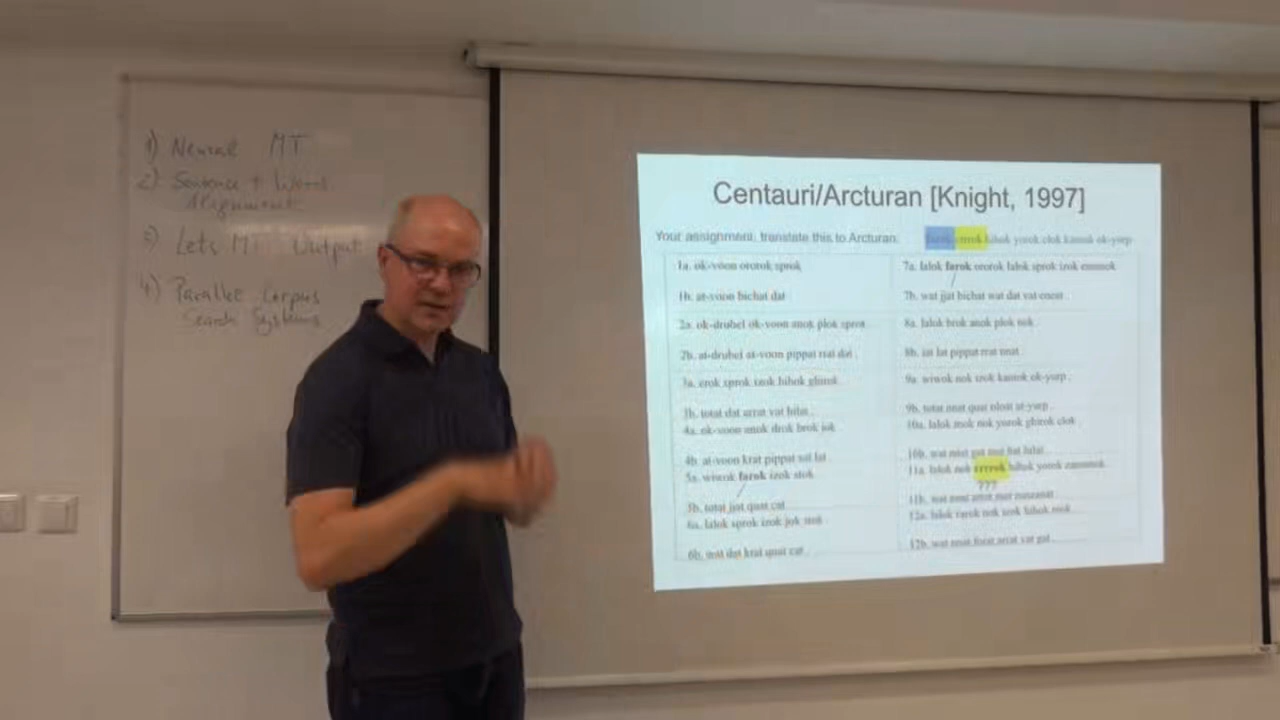 1) Neural MT
2) Sentence + Word
Alignment
3) Lets MT Output
4) Parallel Corpus
Search Systems
Centauri/Arcturan [Knight, 1997]
Your assignment, translate this to Arcturan: farok crrrok hihok yorok clok kantok ok-yurp
1a. ok-voon ororok sprok
1b. at-voon bichat dat
2a. ok-drubel ok-voon anok plok sprok
2b. at-drubel at-voon pippat rrat dat .
3a. erok sprok izok hihok ghirok
3b. totat dat arrat vat hilat .
4a. ok-voon anok drok brok jok
4b. at-voon krat pippat sat lat
5a. wiwok farok izok stok
5b. totat jjat quat cat
6a. lalok sprok izok jok stok
6b. wat dat krat quat cat .
7a. lalok farok ororok lalok sprok izok enemok
7b. wat jjat bichat wat dat vat eneat
8a. lalok brok anok plok nok
8b. iat lat pippat rrat nnat
9a. wiwok nok izok kantok ok-yurp .
9b. totat nnat quat oloat at-yurp .
10a. lalok mok nok yorok ghirok clok
10b. wat nnat gat mat bat hilat
11a. lalok nok crrrok hihok yorok zanzanok
???
11b. wat nnat arrat mat zanzanat
12a. lalok rarok nok izok hihok mok
12b. wat nnat forat arrat vat gat .